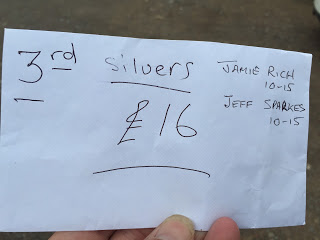 3rd
Silvers
£16
JAMIE RICH
10-15
JEFF SPARKES
10-15